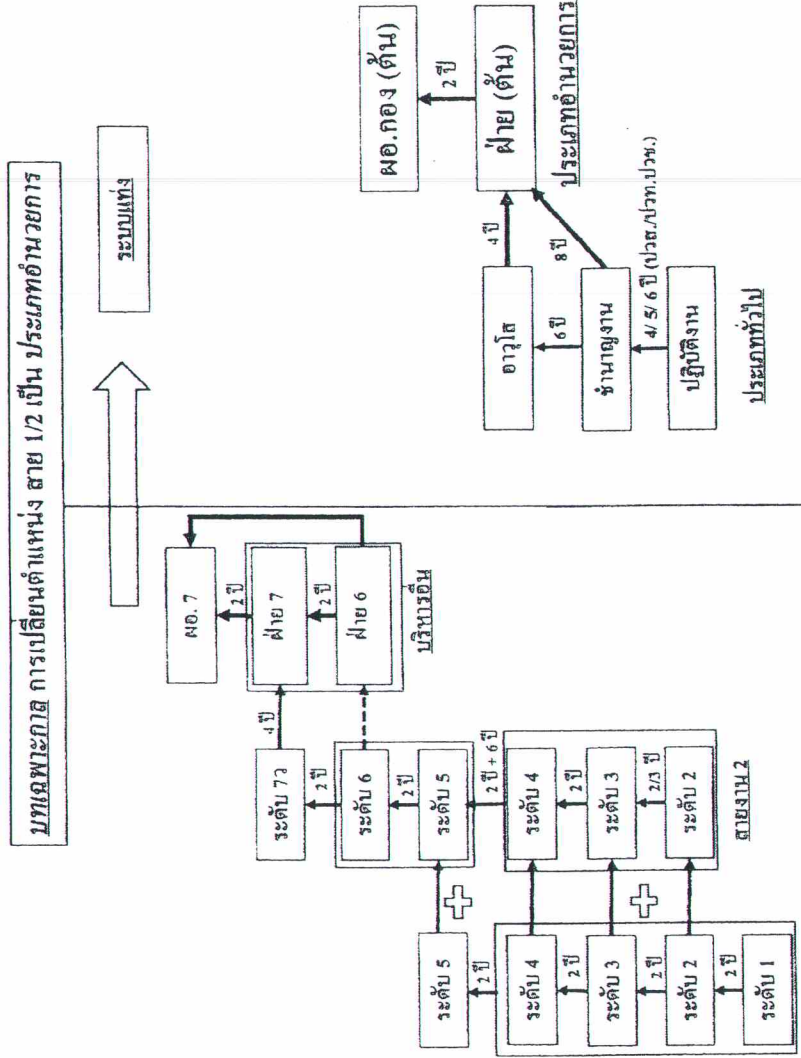 บทเฉพาะกาล การเปลี่ยนตำแหน่ง สาย 1/2 เป็น ประเภทอำนวยการ
ระบบแท่ง
ผอ. 7
2 ปี
ฝ่าย 7
2 ปี
ฝ่าย 6
บริหารอื่น
ระดับ 7ว
4 ปี
2 ปี
ระดับ 6
2 ปี
ระดับ 5
2 ปี + 6 ปี
ระดับ 4
2 ปี
ระดับ 3
2/3 ปี
ระดับ 2
สายงาน 2
ระดับ 5
2 ปี
ระดับ 4
2 ปี
ระดับ 3
2 ปี
ระดับ 2
2 ปี
ระดับ 1
ผอ.กอง (ต้น)
2 ปี
ฝ่าย (ต้น)
ประเภทอำนวยการ
4 ปี
8 ปี
อาวุโส
6 ปี
ชำนาญงาน
4/ 5/ 6 ปี (ปวส./ปวท.ปวช.)
ปฏิบัติงาน
ประเภททั่วไป